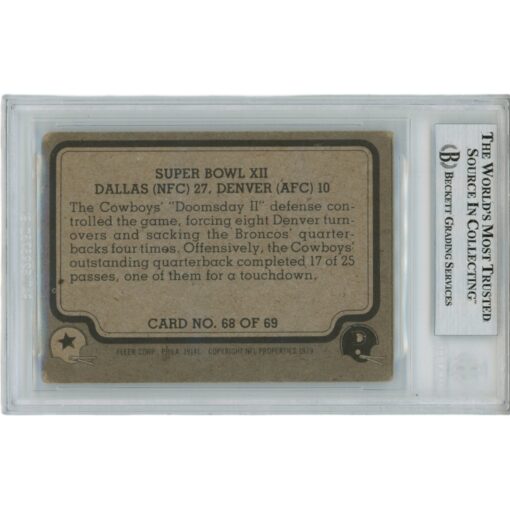 SUPER BOWL XII
DALLAS (NFC) 27, DENVER (AFC) 10
The Cowboys' "Doomsday II" defense con-
trolled the game, forcing eight Denver turn-
overs and sacking the Broncos' quarter-
backs four times. Offensively, the Cowboys'
outstanding quarterback completed 17 of 25
passes, one of them for a touchdown.
CARD NO. 68 OF 69
FLEER CORP. PHILA. 19141 COPYRIGHT NFL PROPERTIES 1979
THE WORLD'S MOST TRUSTED
SOURCE IN COLLECTING™
B
BECKETT GRADING SERVICES